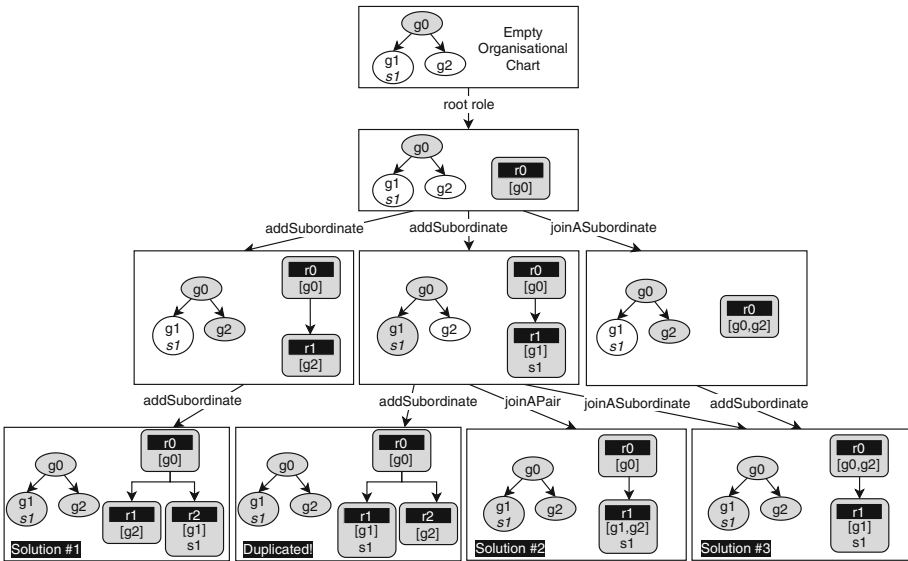 g0
g1
s1
g2
Empty
Organisational
Chart
root role
g0
g1
s1
g2
r0
[g0]
addSubordinate
addSubordinate
joinASubordinate
g0
g1
s1
g2
r0
[g0]
r1
[g2]
g0
g1
s1
g2
r0
[g0]
r1
[g1]
s1
g0
g1
s1
g2
r0
[g0,g2]
addSubordinate
addSubordinate
joinAPair
joinASubordinate
addSubordinate
g0
g1
s1
g2
r0
[g0]
r1
[g2]
r2
[g1]
s1
Solution #1
g0
g1
s1
g2
r0
[g0]
r1
[g1]
s1
r2
[g2]
Duplicated!
g0
g1
s1
g2
r0
[g0]
r1
[g1,g2]
s1
Solution #2
g0
g1
s1
g2
r0
[g0,g2]
r1
[g1]
s1
Solution #3